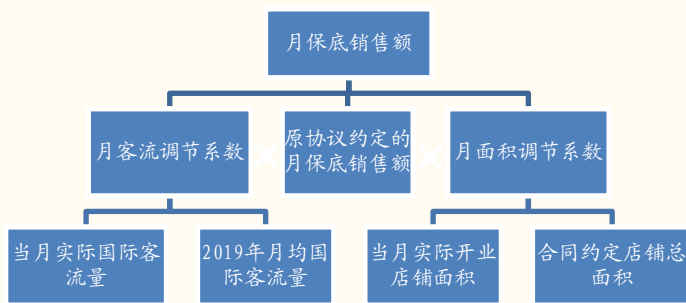 月保底销售额
月客流调节系数
×
原协议约定的
月保底销售额
×
月面积调节系数
当月实际国际客
流量
2019年月均国
际客流量
当月实际开业
店铺面积
合同约定店铺总
面积